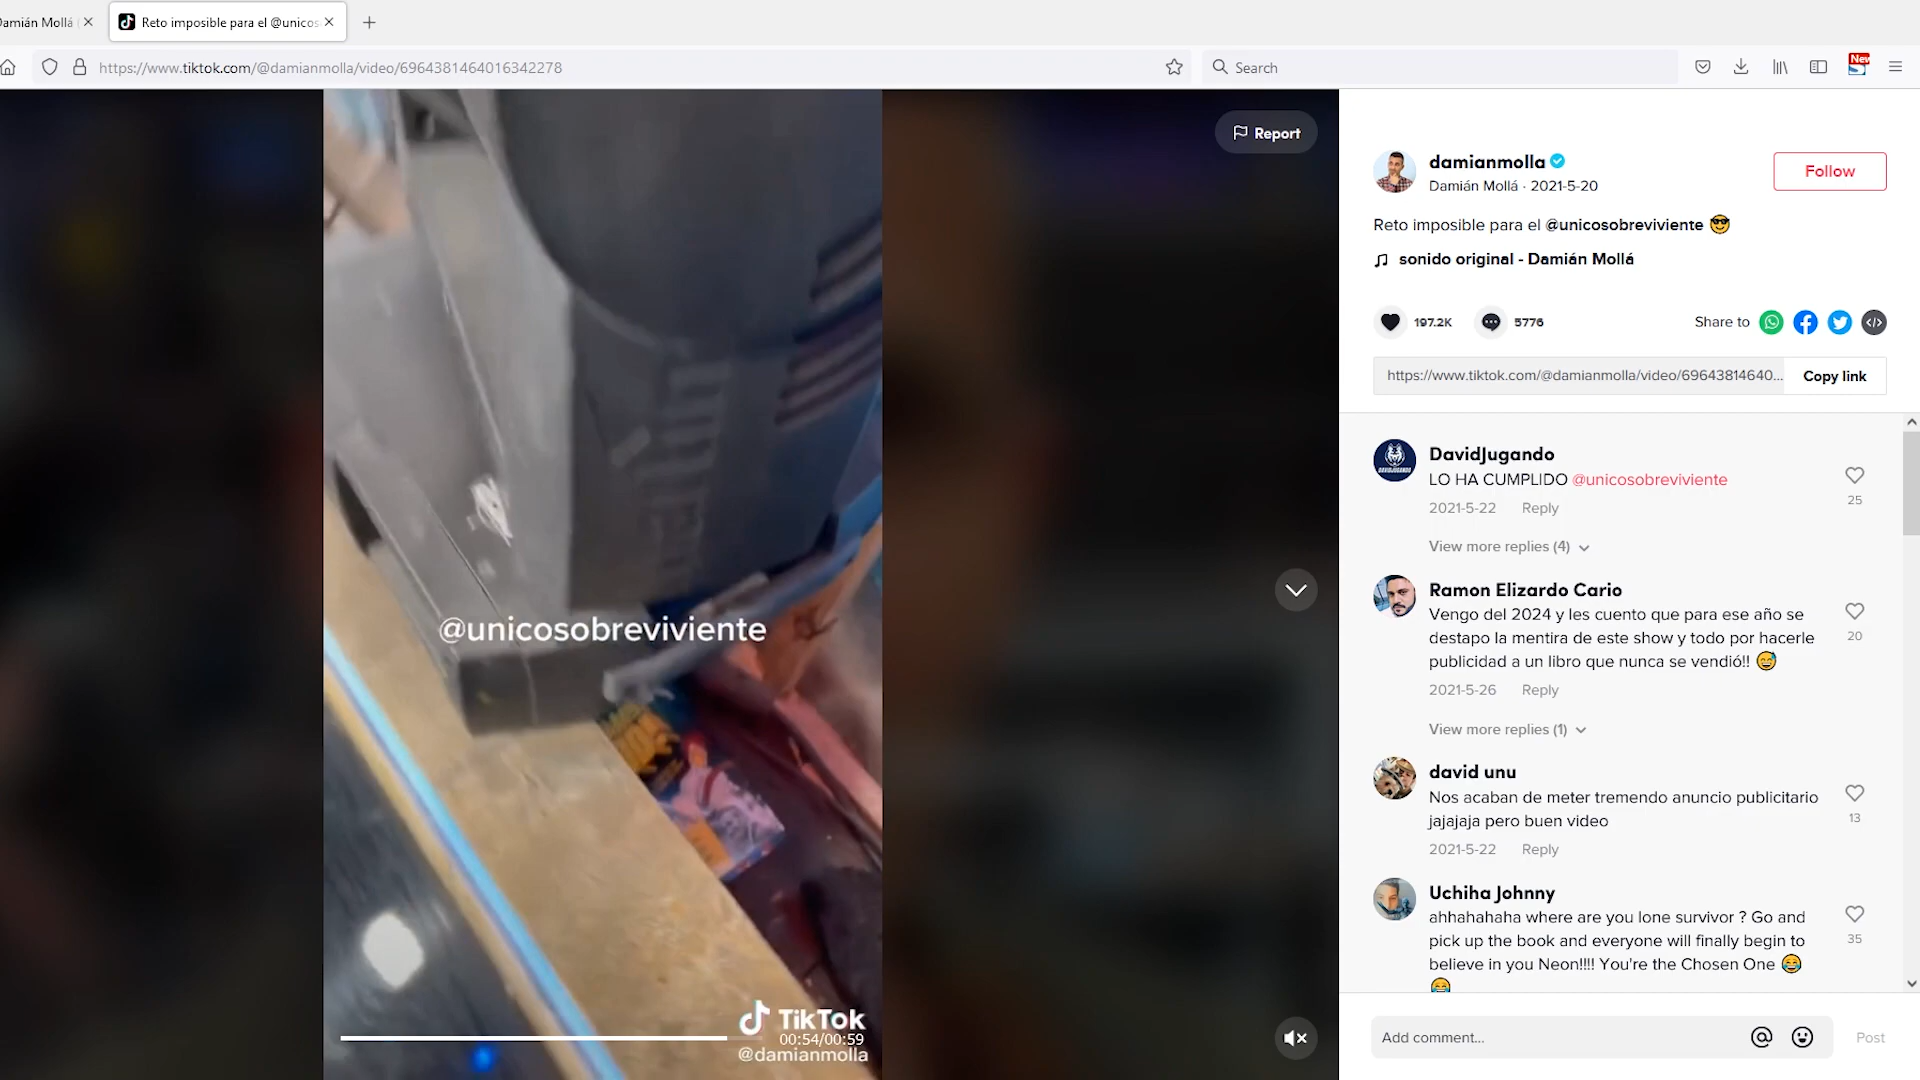 Damián Mollá
Reto imposible para el @unicos
https://www.tiktok.com/@damianmolla/video/6964381464016342278
Search
New
Report
@unicosobreviviente
TikTok
00:54/00:59
@damianmolla
damianmolla
Damián Mollá · 2021-5-20
Follow
Reto imposible para el @unicosobreviviente 😎
sonido original - Damián Mollá
197.2K
5776
Share to
https://www.tiktok.com/@damianmolla/video/69643814640...
Copy link
DavidJugando
LO HA CUMPLIDO @unicosobreviviente
25
2021-5-22 Reply
View more replies (4)
Ramon Elizardo Cario
Vengo del 2024 y les cuento que para ese año se
destapo la mentira de este show y todo por hacerle
publicidad a un libro que nunca se vendió!! 😅
20
2021-5-26 Reply
View more replies (1)
david unu
Nos acaban de meter tremendo anuncio publicitario
jajajaja pero buen video
13
2021-5-22 Reply
Uchiha Johnny
ahhahahaha where are you lone survivor ? Go and
pick up the book and everyone will finally begin to
believe in you Neon!!!! You're the Chosen One 😂
😂
35
Add comment...
Post